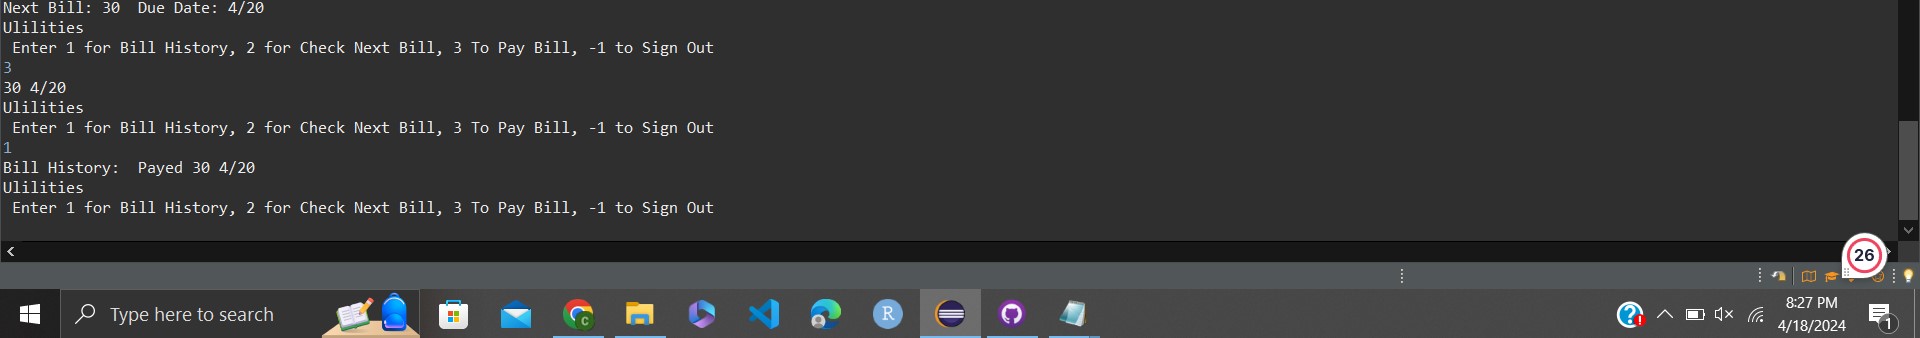 Next Bill: 30  Due Date: 4/20
Ulilities
 Enter 1 for Bill History, 2 for Check Next Bill, 3 To Pay Bill, -1 to Sign Out
3
30 4/20
Ulilities
 Enter 1 for Bill History, 2 for Check Next Bill, 3 To Pay Bill, -1 to Sign Out
1
Bill History:  Payed 30 4/20
Ulilities
 Enter 1 for Bill History, 2 for Check Next Bill, 3 To Pay Bill, -1 to Sign Out
26
Type here to search
C
R
8:27 PM
4/18/2024
1